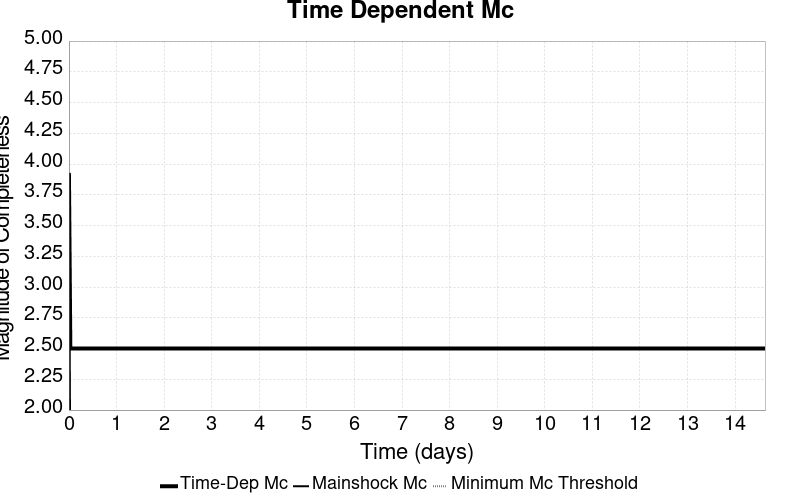 Time Dependent Mc
Magnitude of Completeness
5.00
4.75
4.50
4.25
4.00
3.75
3.50
3.25
3.00
2.75
2.50
2.25
2.00
0 1 2 3 4 5 6 7 8 9 10 11 12 13 14
Time (days)
Time-Dep Mc Mainshock Mc Minimum Mc Threshold